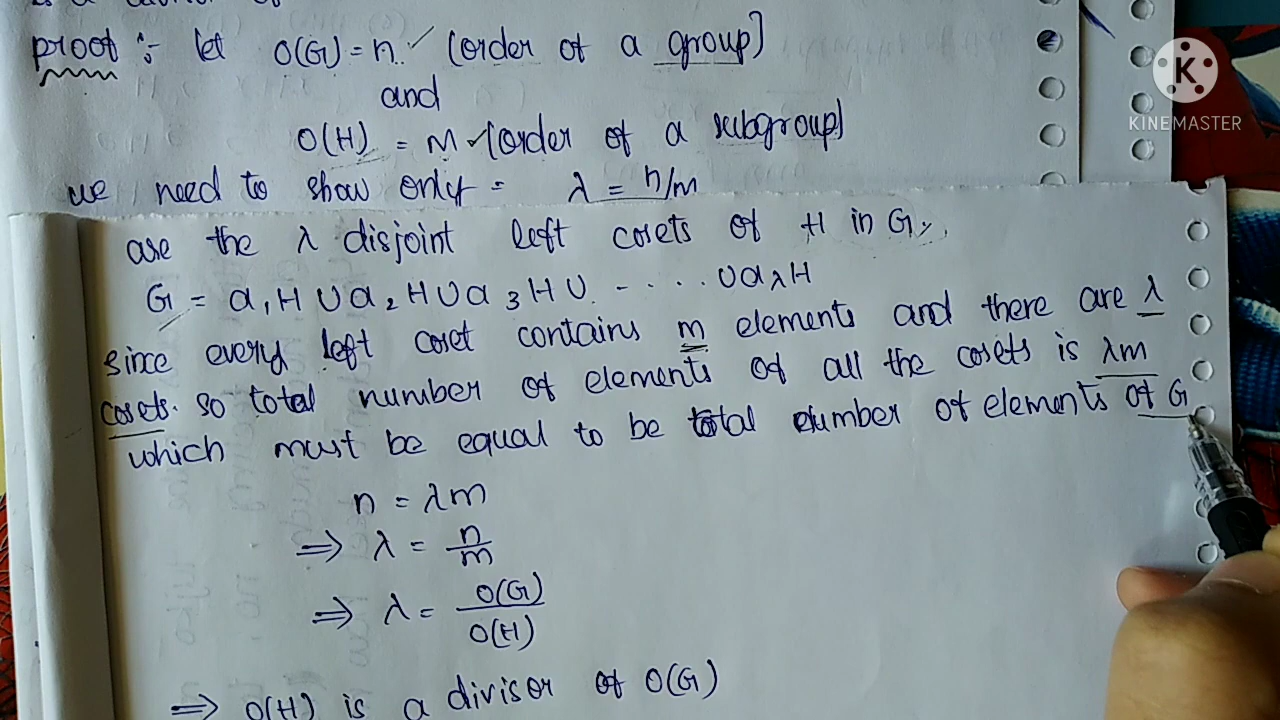 proof :- let O(G) = n ✓ (order of a group)
and
O(H) = m ✓ (order of a subgroup)
we need to show only = λ = n/m
are the λ disjoint left cosets of H in G,
G = a₁H ∪ a₂H ∪ a₃H ∪ - .... ∪ aλH
since every left coset contains m elements and there are λ
cosets. so total number of elements of all the cosets is λm
which must be equal to be total number of elements of G
n = λm
⇒ λ = n/m
⇒ λ = O(G)/O(H)
⇒ O(H) is a divisor of O(G)
K
KINEMASTER